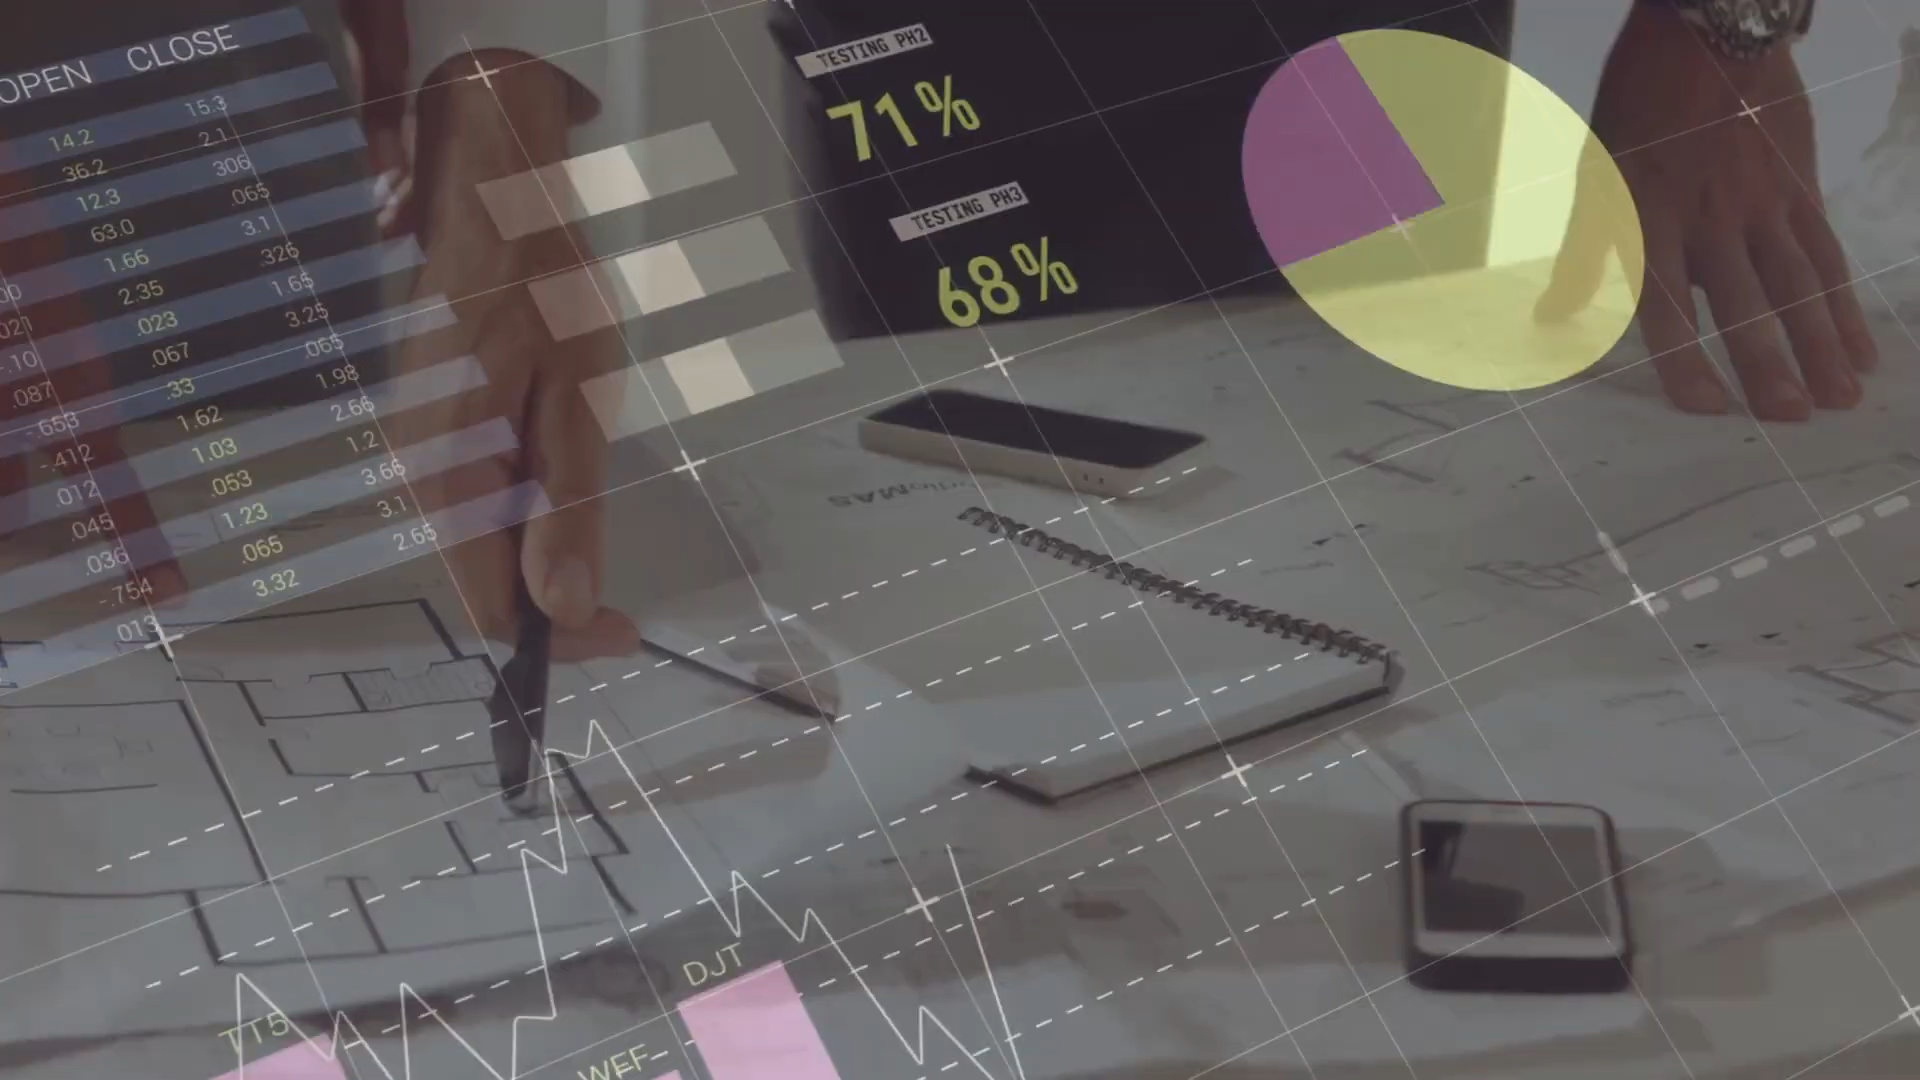 OPEN CLOSE
14.2 15.3
36.2 2.1
12.3 306
63.0 .065
1.66 3.1
2.35 .326
.023 1.65
.087 .067 3.25
-.653 .33 .065
-.412 1.62 1.98
012 1.03 2.66
.045 .053 1.2
.036 1.23 3.66
-.754 .065 3.1
013 3.32 2.65
TESTING PH2
71%
TESTING PH3
68%
DJT
TT5
WEF